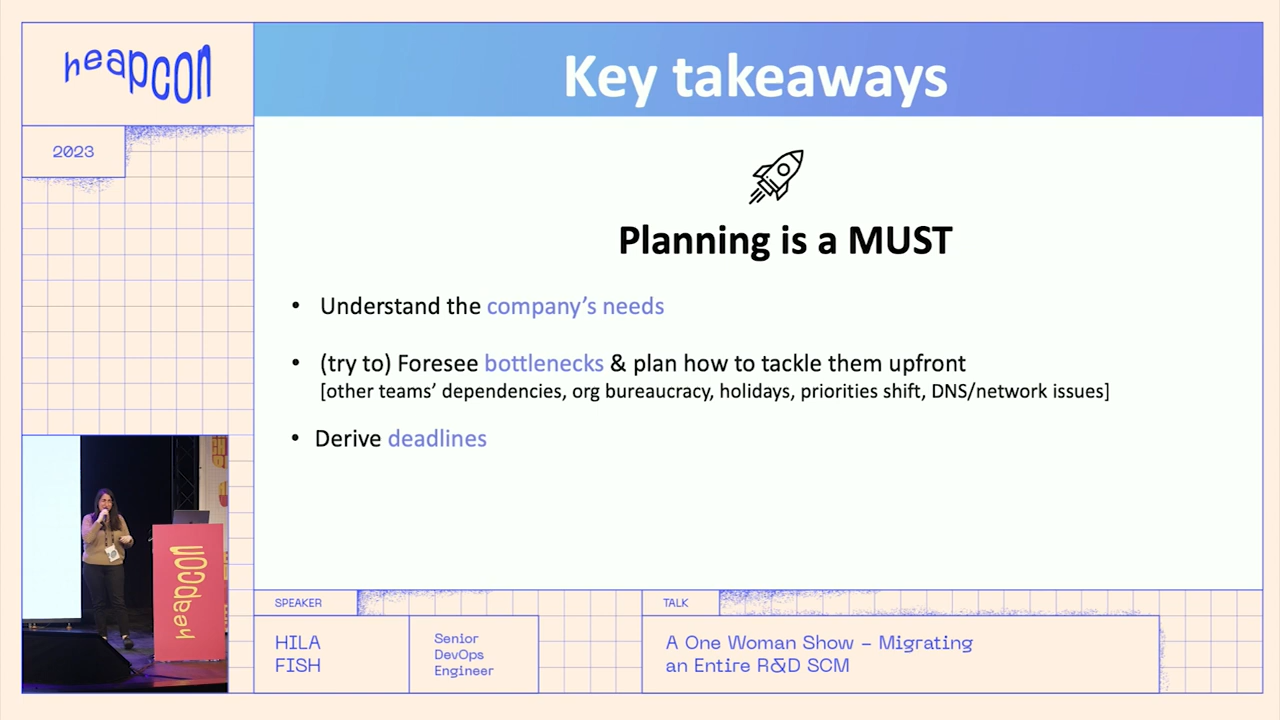 heapcon
2023
Key takeaways
Planning is a MUST
• Understand the company's needs
• (try to) Foresee bottlenecks & plan how to tackle them upfront
[other teams' dependencies, org bureaucracy, holidays, priorities shift, DNS/network issues]
• Derive deadlines
heapcon
SPEAKER
HILA
FISH
Senior
DevOps
Engineer
TALK
A One Woman Show – Migrating
an Entire R&D SCM